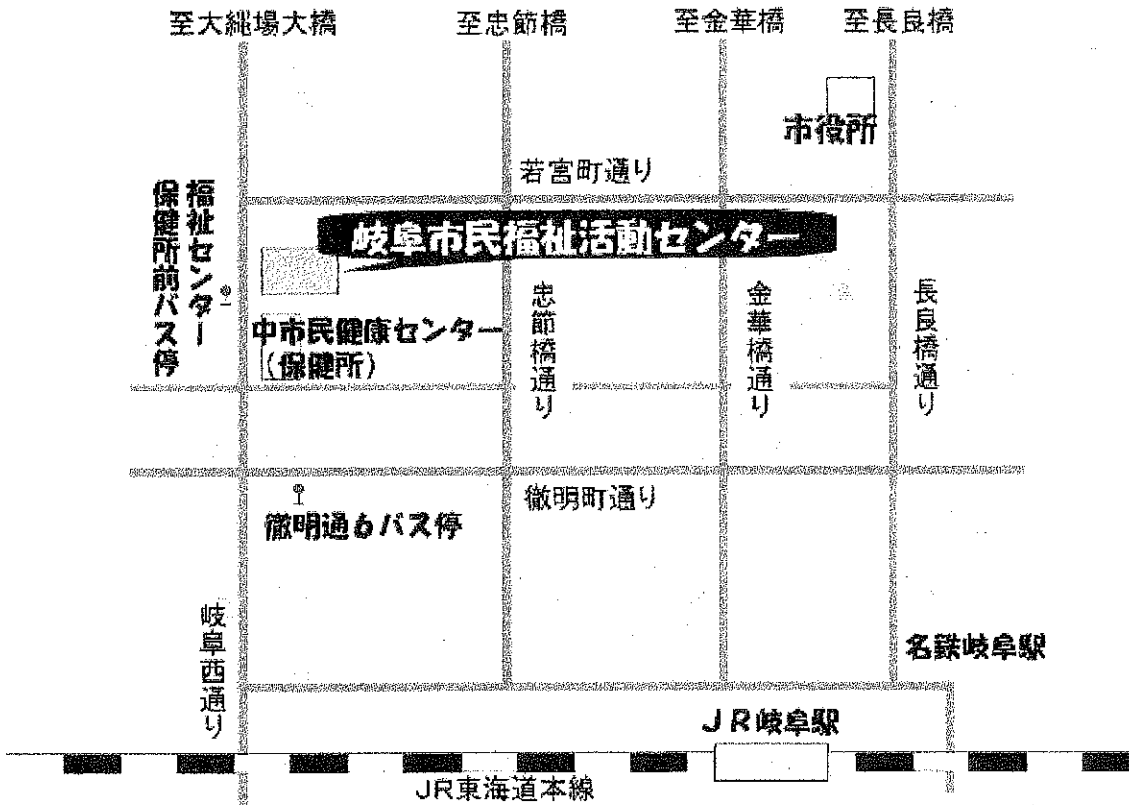 至大縄場大橋
至忠節橋
至金華橋
至長良橋
市役所
若宮町通り
福祉センター
保健所前バス停
岐阜市民福祉活動センター
中市民健康センター
(保健所)
忠節橋通り
金華橋通り
長良橋通り
徹明町通り
徹明通6バス停
岐阜西通り
名鉄岐阜駅
JR岐阜駅
JR東海道本線